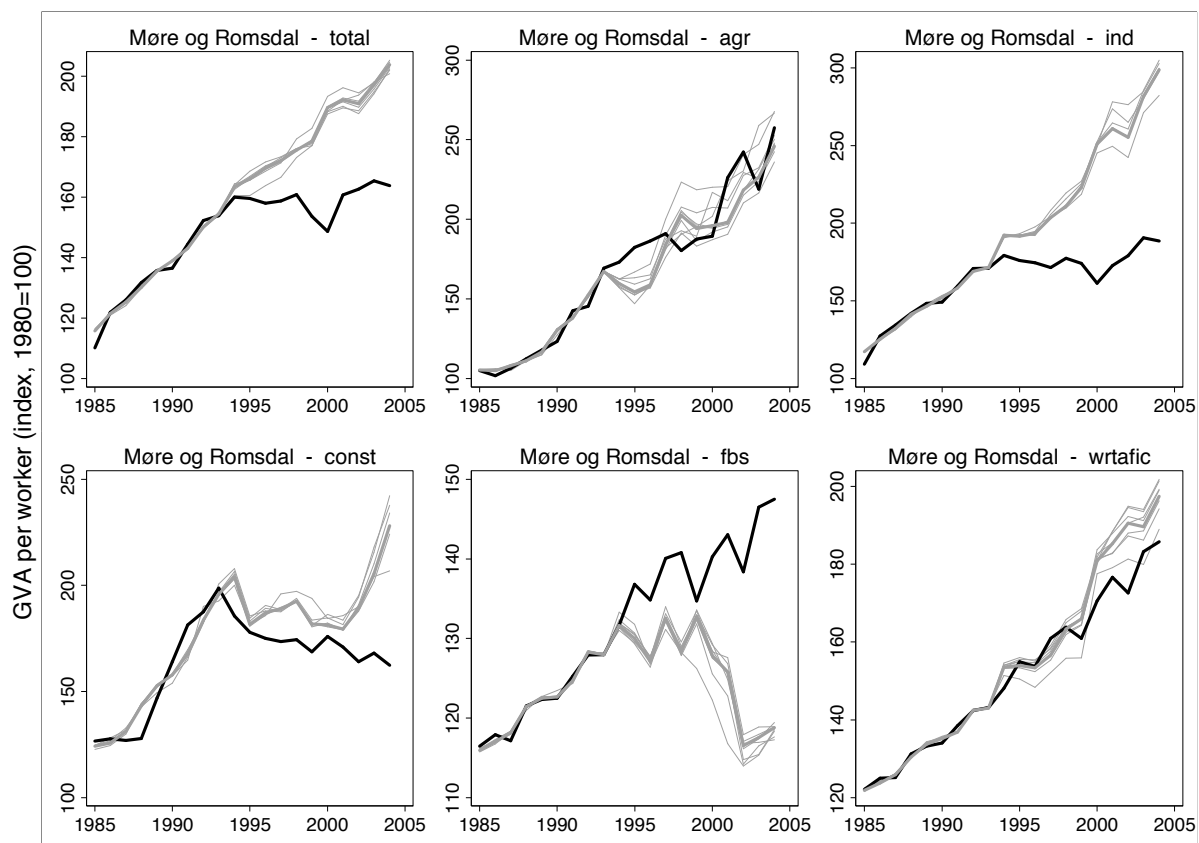 GVA per worker (index, 1980=100)
Møre og Romsdal - total
100 120 140 160 180 200
1985 1990 1995 2000 2005
Møre og Romsdal - agr
100 150 200 250 300
1985 1990 1995 2000 2005
Møre og Romsdal - ind
100 150 200 250 300
1985 1990 1995 2000 2005
Møre og Romsdal - const
100 150 200 250
1985 1990 1995 2000 2005
Møre og Romsdal - fbs
110 120 130 140 150
1985 1990 1995 2000 2005
Møre og Romsdal - wrtafic
120 140 160 180 200
1985 1990 1995 2000 2005